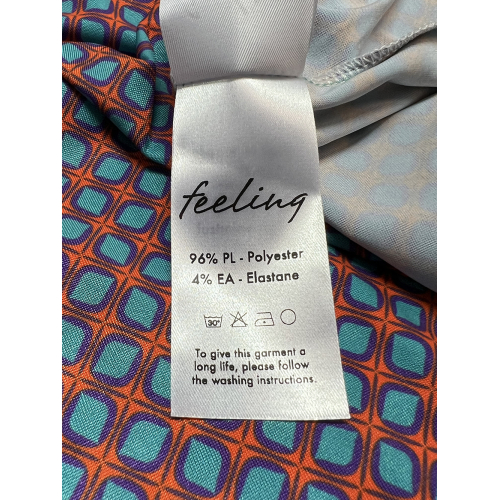 feeling
96% PL - Polyester
4% EA - Elastane
30°
To give this garment a
long life, please follow
the washing instructions.